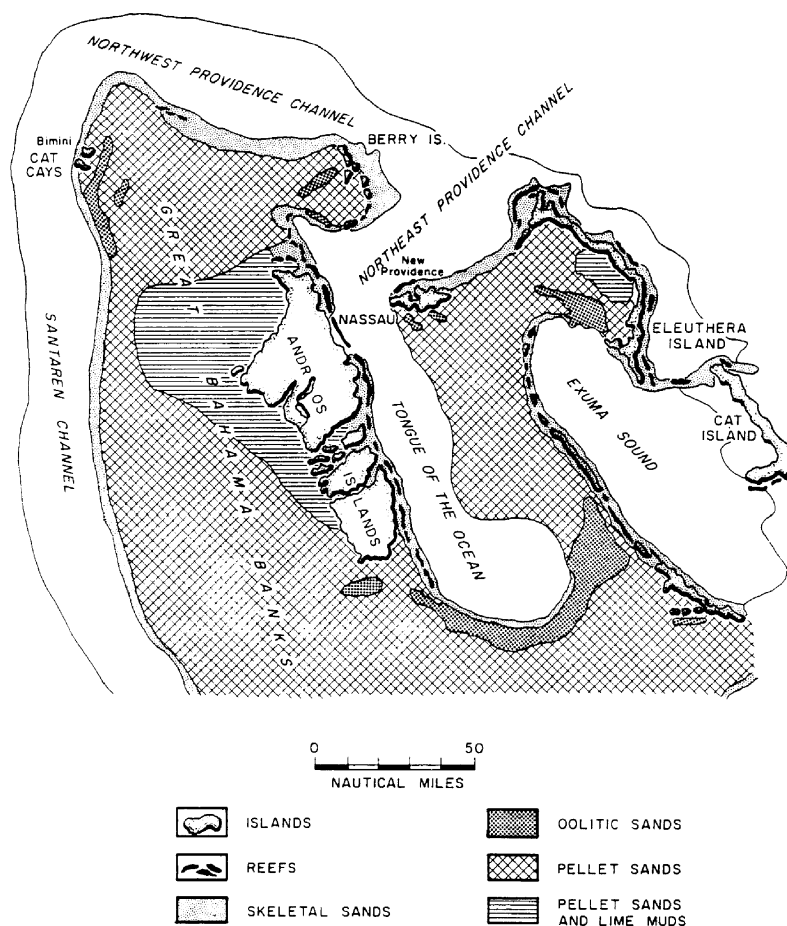 NORTHWEST PROVIDENCE CHANNEL
Bimini
CAT
CAYS
BERRY IS.
NORTHEAST PROVIDENCE CHANNEL
GREAT BAHAMA BANKS
New
Providence
NASSAU
ELEUTHERA
ISLAND
SANTAREN CHANNEL
ANDROS
ISLANDS
TONGUE OF THE OCEAN
EXUMA SOUND
CAT
ISLAND
0 50
NAUTICAL MILES
ISLANDS
REEFS
SKELETAL SANDS
OOLITIC SANDS
PELLET SANDS
PELLET SANDS
AND LIME MUDS